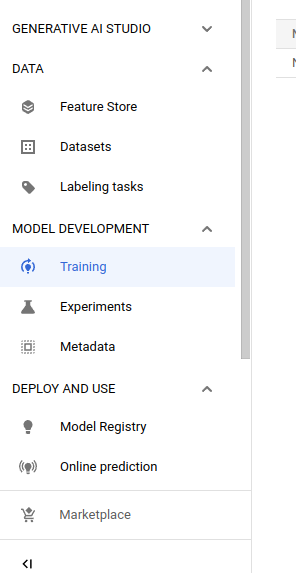 GENERATIVE AI STUDIO
DATA
Feature Store
Datasets
Labeling tasks
MODEL DEVELOPMENT
Training
Experiments
Metadata
DEPLOY AND USE
Model Registry
Online prediction
Marketplace